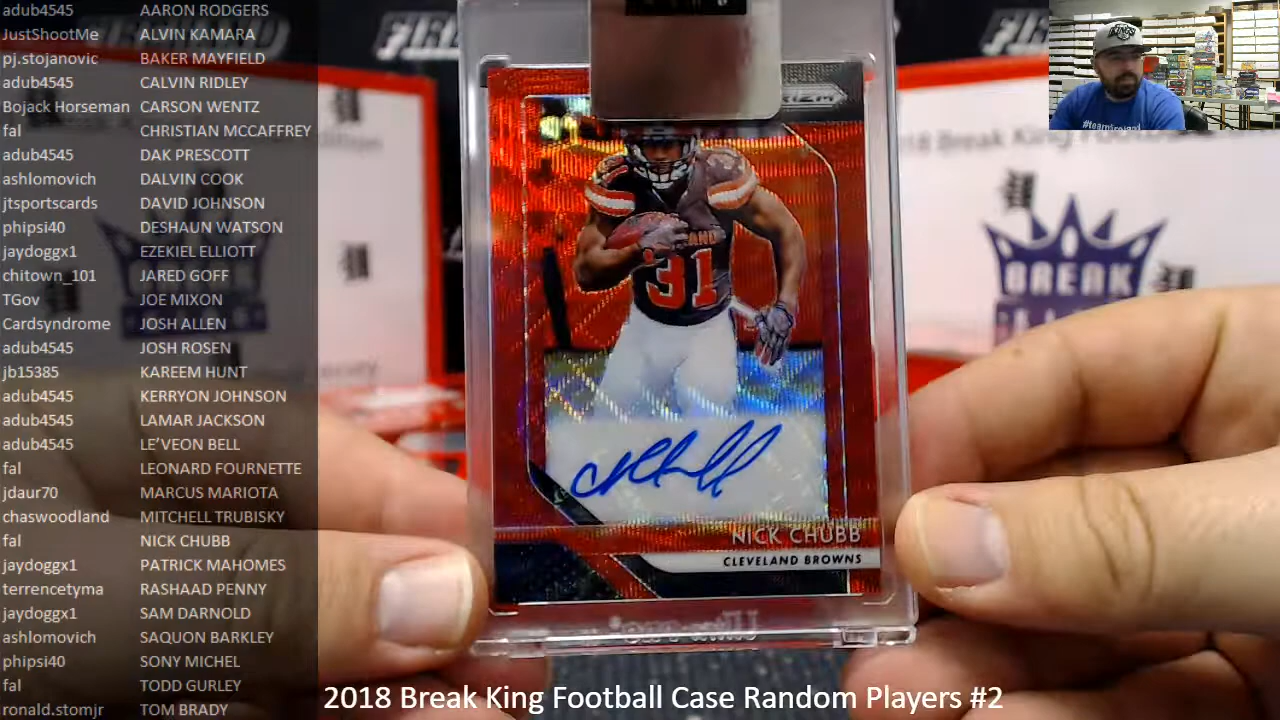 adub4545 AARON RODGERS
JustShootMe ALVIN KAMARA
pj.stojanovic BAKER MAYFIELD
adub4545 CALVIN RIDLEY
Bojack Horseman CARSON WENTZ
fal CHRISTIAN MCCAFFREY
adub4545 DAK PRESCOTT
ashlomovich DALVIN COOK
jtsportscards DAVID JOHNSON
phipsi40 DESHAUN WATSON
jaydoggx1 EZEKIEL ELLIOTT
chitown_101 JARED GOFF
TGov JOE MIXON
Cardsyndrome JOSH ALLEN
adub4545 JOSH ROSEN
jb15385 KAREEM HUNT
adub4545 KERRYON JOHNSON
adub4545 LAMAR JACKSON
adub4545 LE'VEON BELL
fal LEONARD FOURNETTE
jdaur70 MARCUS MARIOTA
chaswoodland MITCHELL TRUBISKY
fal NICK CHUBB
jaydoggx1 PATRICK MAHOMES
terrencetyma RASHAAD PENNY
jaydoggx1 SAM DARNOLD
ashlomovich SAQUON BARKLEY
phipsi40 SONY MICHEL
fal TODD GURLEY
ronald.stomjr TOM BRADY
31
NICK CHUBB
CLEVELAND BROWNS
2018 Break King
BREAK
KINGS
2018 Break King Football Case Random Players #2